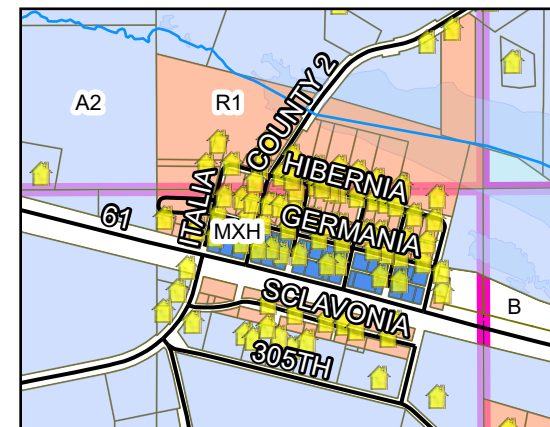 A2
R1
COUNTY 2
HIBERNIA
ITALIA
61
MXH
GERMANIA
SCLAVONIA
B
305TH